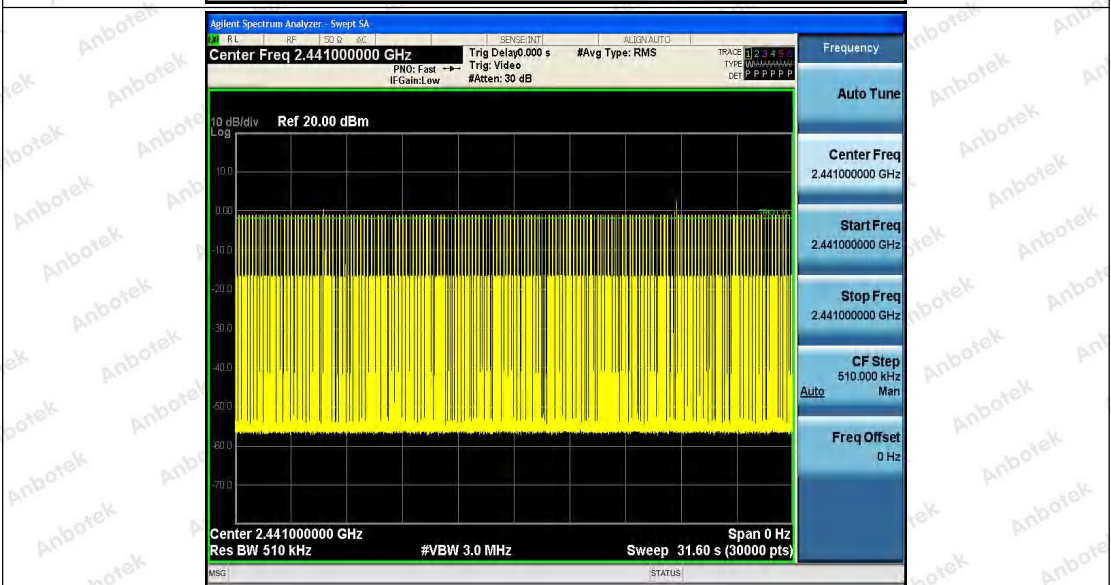 Agilent Spectrum Analyzer - Swept SA
RL RF 50 Ω AC SENSE:INT ALIGN AUTO
Center Freq 2.441000000 GHz
PNO: Fast
IFGain:Low
Trig Delay0.000 s
Trig: Video
#Atten: 30 dB
#Avg Type: RMS
TRACE 1 2 3 4 5 6
TYPE WWWWWW
DET P P P P P P
10 dB/div Ref 20.00 dBm
Log
10.0
0.00
-10.0
-20.0
-30.0
-40.0
-50.0
-60.0
-70.0
TRIG LVL
Center 2.441000000 GHz Span 0 Hz
Res BW 510 kHz #VBW 3.0 MHz Sweep 31.60 s (30000 pts)
MSG STATUS
Frequency
Auto Tune
Center Freq
2.441000000 GHz
Start Freq
2.441000000 GHz
Stop Freq
2.441000000 GHz
CF Step
510.000 kHz
Auto Man
Freq Offset
0 Hz
Anbotek